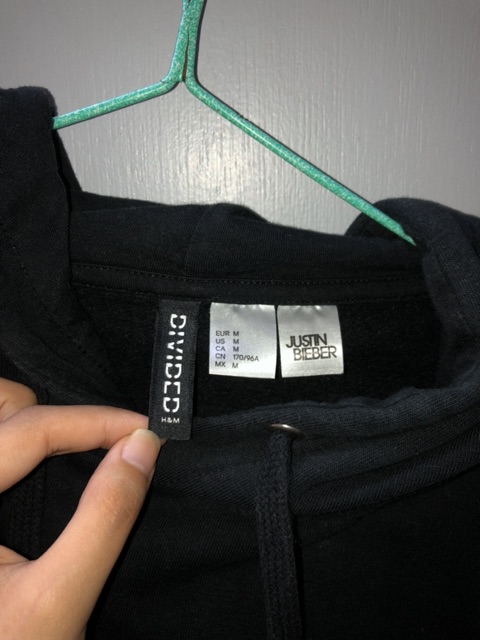 DIVIDED
H&M
EUR M
US M
CA M
CN 170/96A
MX M
JUSTIN
BIEBER